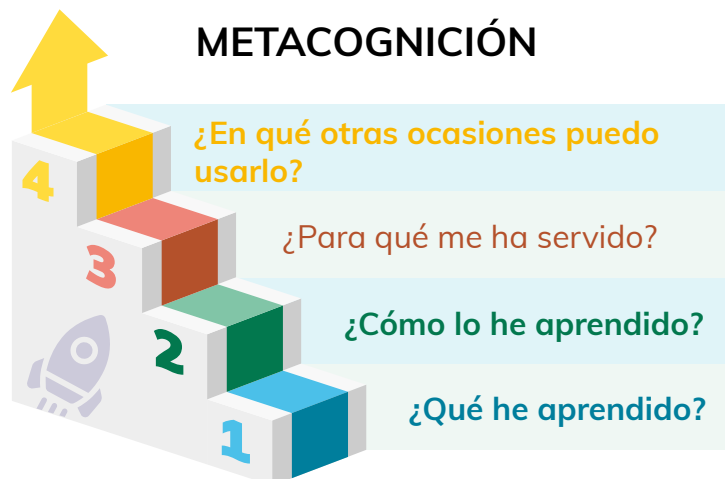 METACOGNICIÓN
4
¿En qué otras ocasiones puedo
usarlo?
3
¿Para qué me ha servido?
2
¿Cómo lo he aprendido?
1
¿Qué he aprendido?